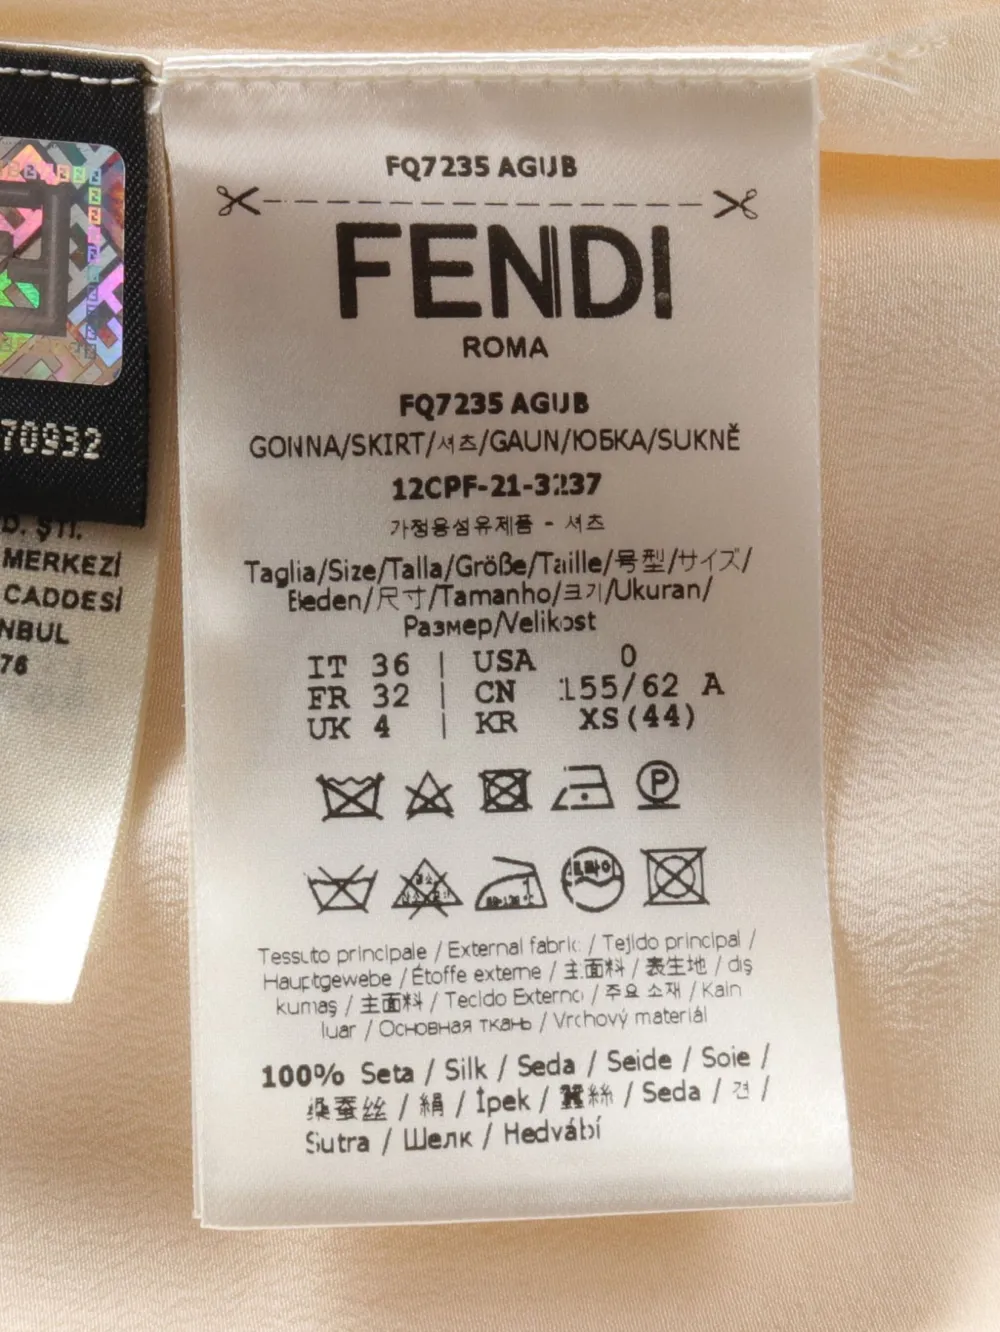 FQ7235 AGUB
FENDI
ROMA
FQ7235 AGUB
GONNA/SKIRT/셔츠/GAUN/ЮБКА/SUKNĚ
12CPF-21-3237
가정용섬유제품 - 셔츠
Taglia/Size/Talla/Größe/Taille/号型/サイズ/
Beden/尺寸/Tamanho/크기/Ukuran/
Размер/Velikost
IT 36 | USA 0
FR 32 | CN 155/62 A
UK 4 | KR XS(44)
P
Tessuto principale / External fabric / Tejido principal /
Hauptgewebe / Étoffe externe / 主面料 / 表生地 / dış
kumaş / 主面料 / Tecido Externo / 주요 소재 / Kain
luar / Основная ткань / Vrchový materiál
100% Seta / Silk / Seda / Seide / Soie /
桑蚕丝 / 絹 / İpek / 蠶絲 / Seda / 견 /
Sutra / Шелк / Hedvábí
70932
D. ŞTİ.
MERKEZİ
CADDESİ
NBUL
76